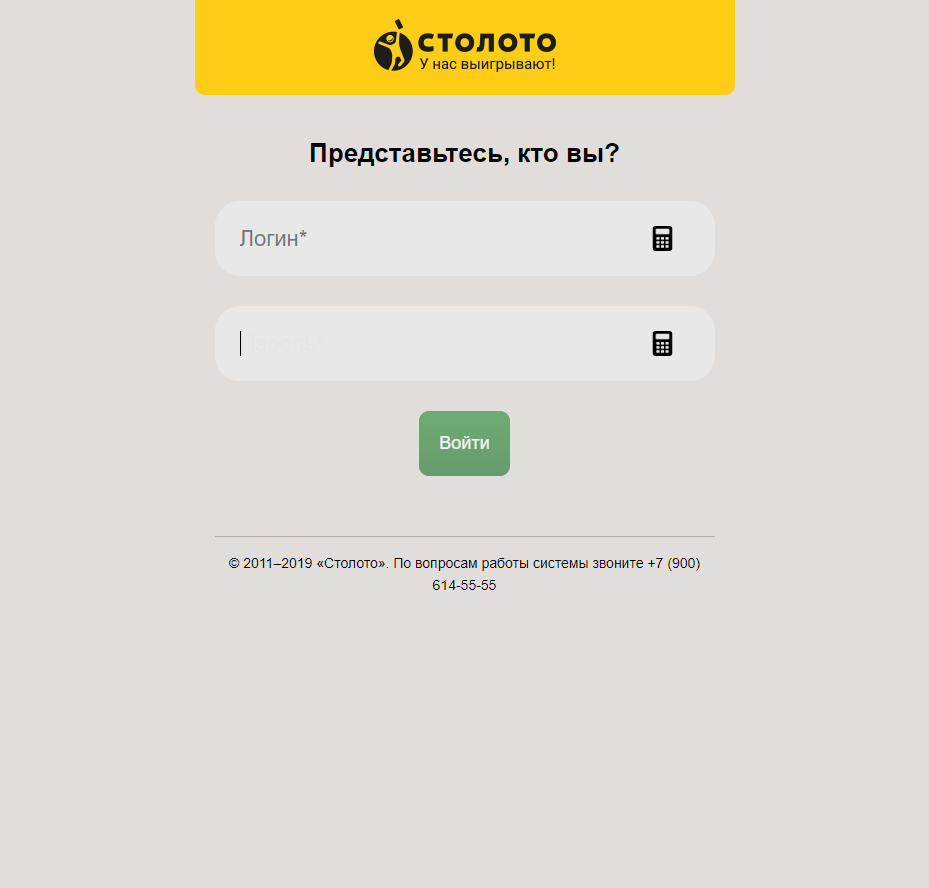 столото
У нас выигрывают!
Представьтесь, кто вы?
Логин*
Пароль*
Войти
© 2011–2019 «Столото». По вопросам работы системы звоните +7 (900)
614-55-55